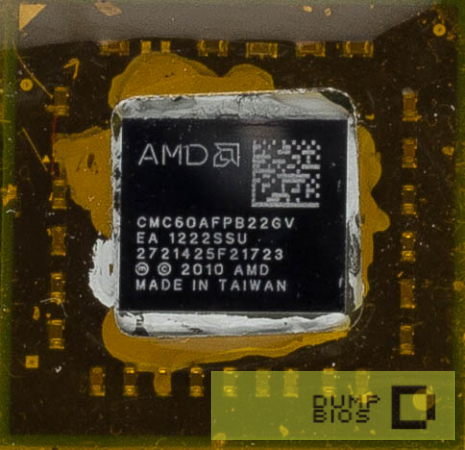 AMD
CMC60AFPB22GV
EA 1222SSU
2721425F21723
ⓜ © 2010 AMD
MADE IN TAIWAN
DUMP
BIOS